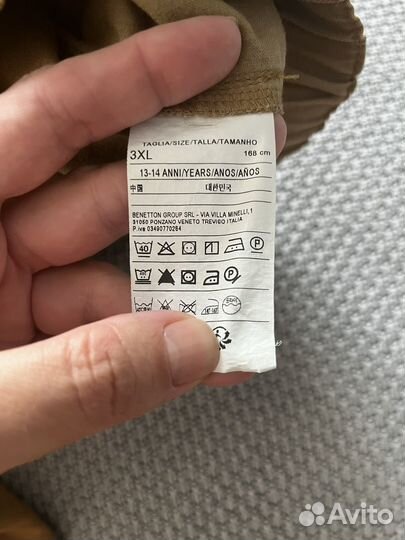 TAGLIA/SIZE/TALLA/TAMANHO
3XL 168 cm
13-14 ANNI/YEARS/ANOS/AÑOS
中国 대한민국
BENETTON GROUP SRL - VIA VILLA MINELLI, 1
31050 PONZANO VENETO TREVISO ITALIA
P.iva 03490770264
40
Avito